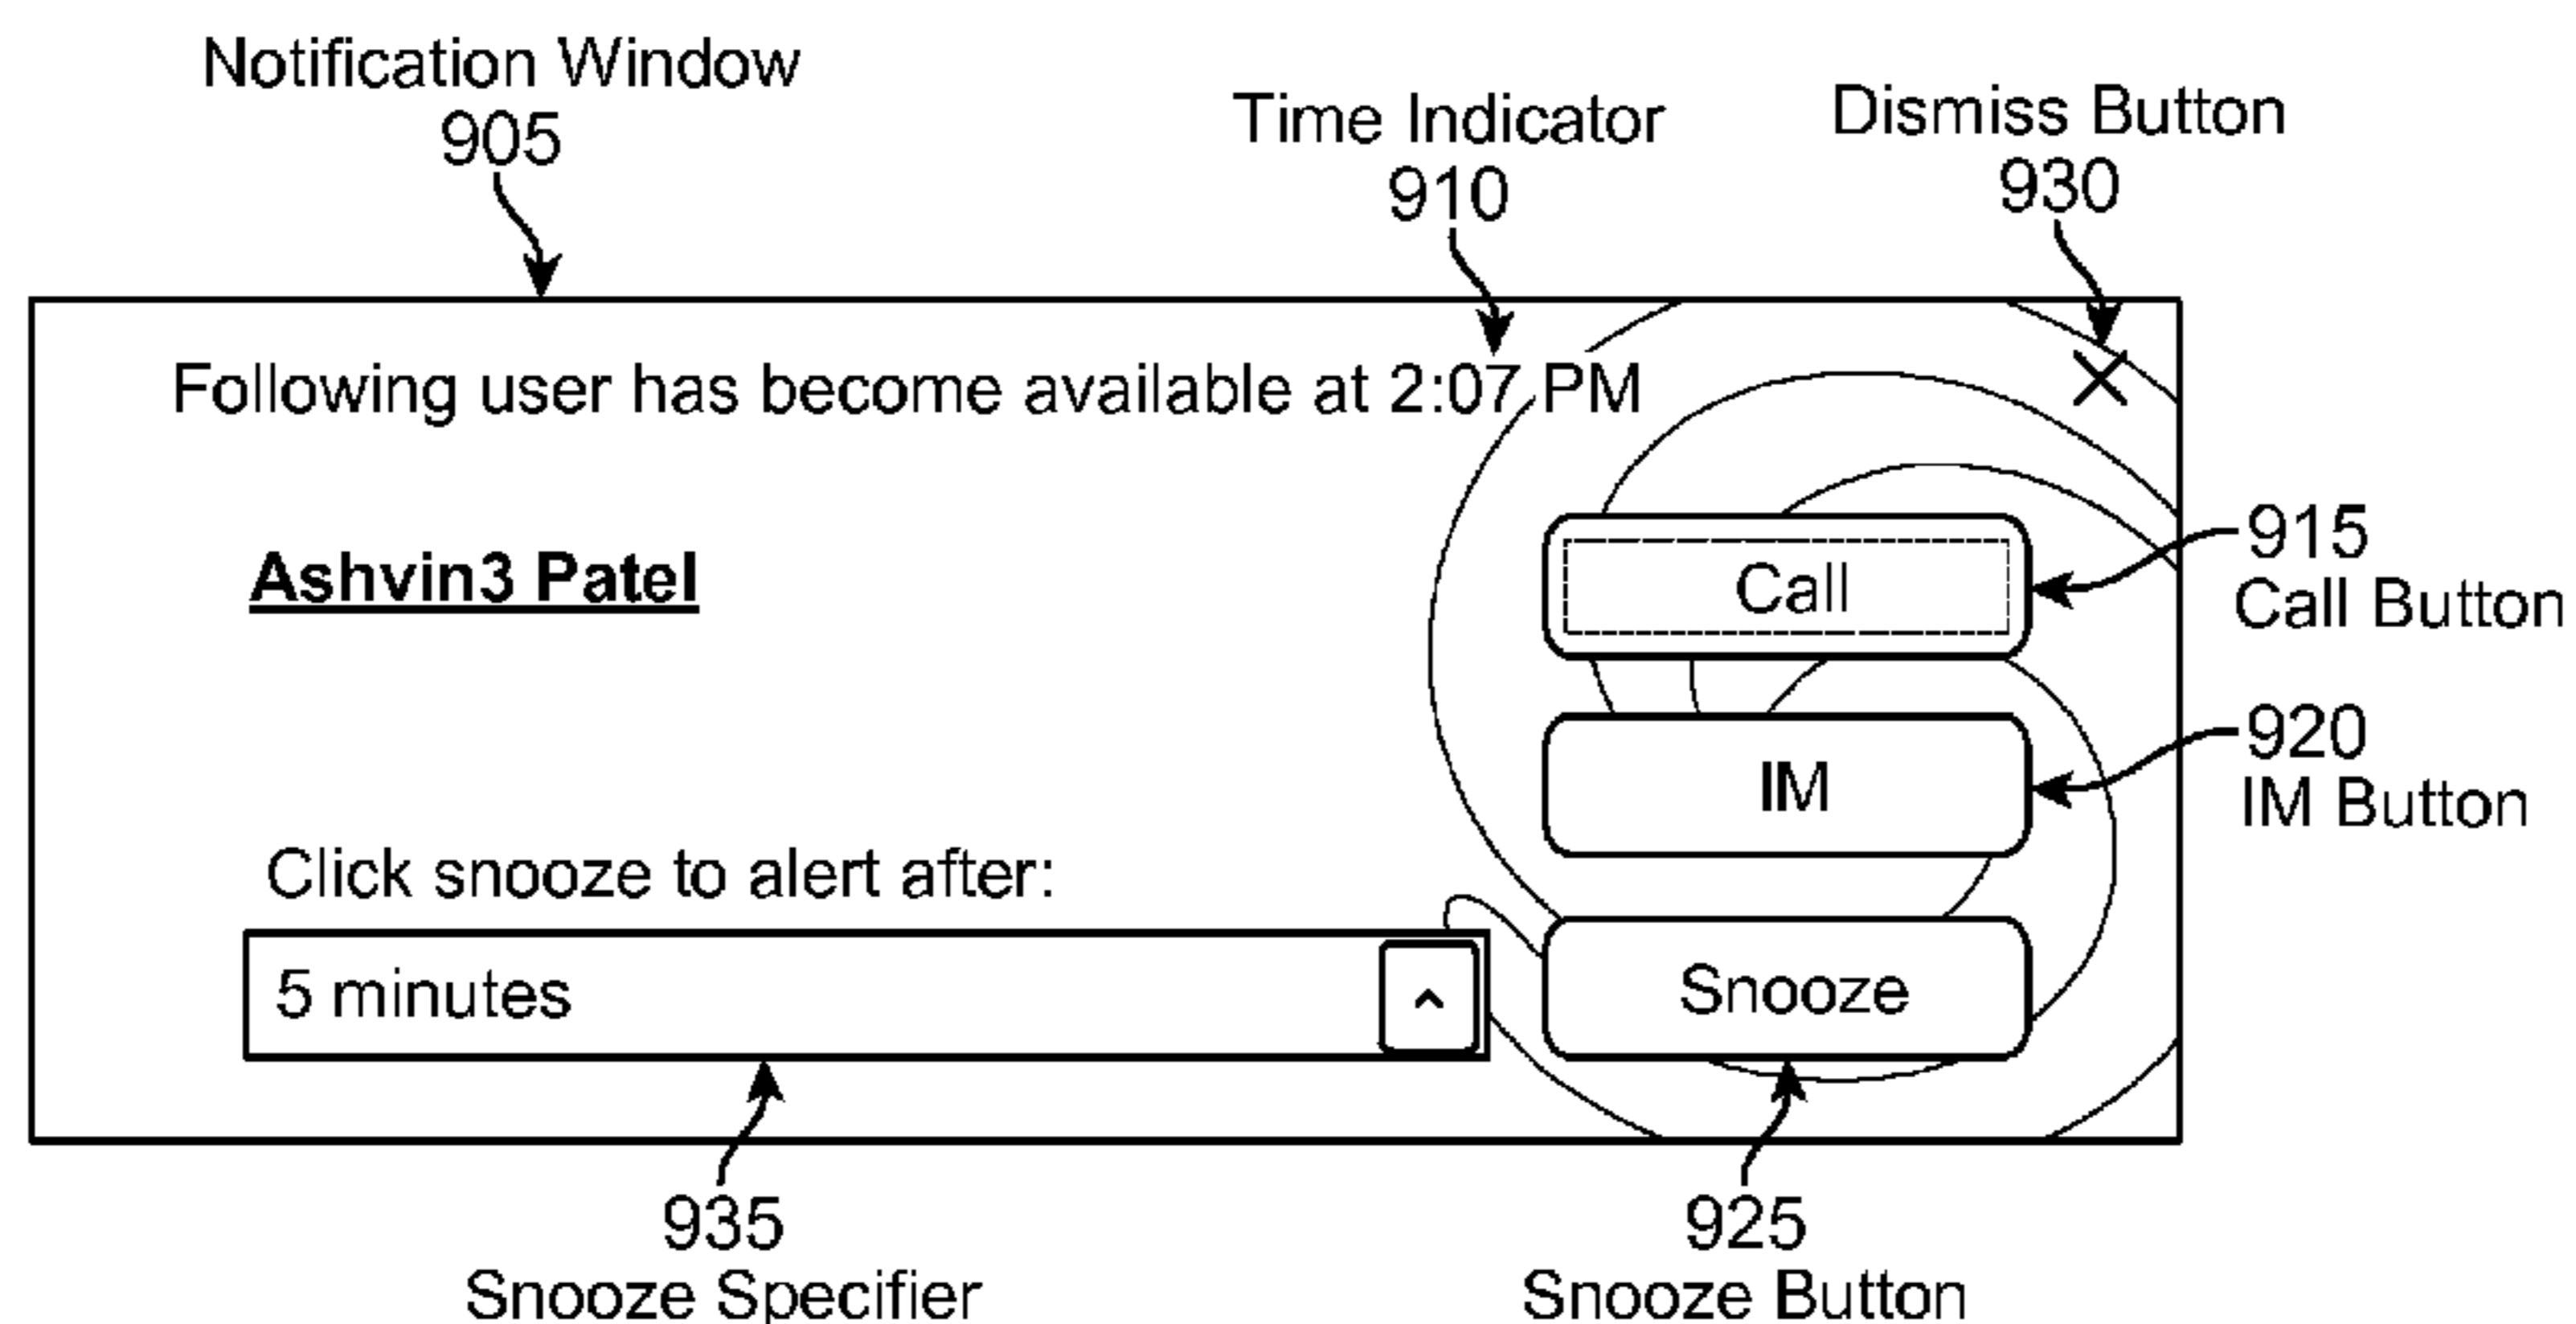 Notification Window
905
Time Indicator
910
Dismiss Button
930
Following user has become available at 2:07 PM
Ashvin3 Patel
Call
915
Call Button
IM
920
IM Button
Click snooze to alert after:
5 minutes
Snooze
935
Snooze Specifier
925
Snooze Button